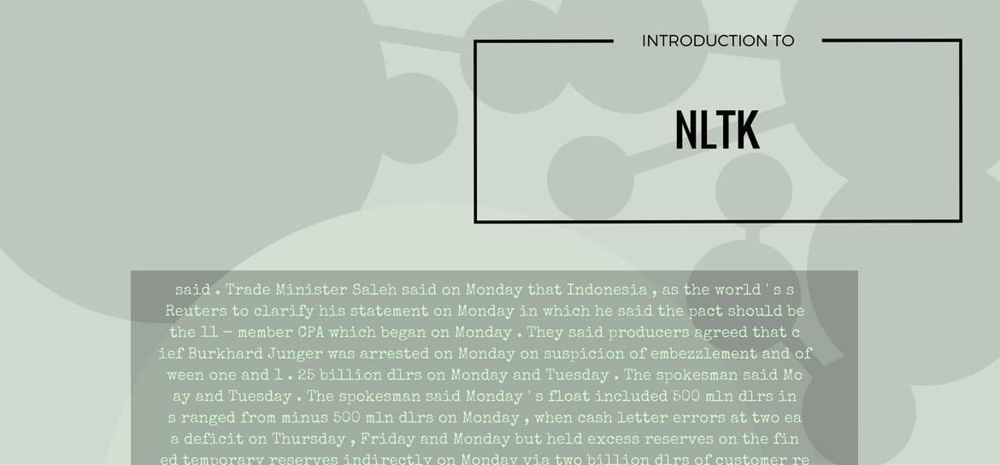 INTRODUCTION TO
NLTK
said . Trade Minister Saleh said on Monday that Indonesia , as the world ' s s
Reuters to clarify his statement on Monday in which he said the pact should be
the 11 - member CPA which began on Monday . They said producers agreed that c
ief Burkhard Junger was arrested on Monday on suspicion of embezzlement and of
ween one and 1 . 25 billion dlrs on Monday and Tuesday . The spokesman said Mo
ay and Tuesday . The spokesman said Monday ' s float included 500 mln dlrs in
s ranged from minus 500 mln dlrs on Monday , when cash letter errors at two ea
a deficit on Thursday , Friday and Monday but held excess reserves on the fin
ed temporary reserves indirectly on Monday via two billion dlrs of customer re